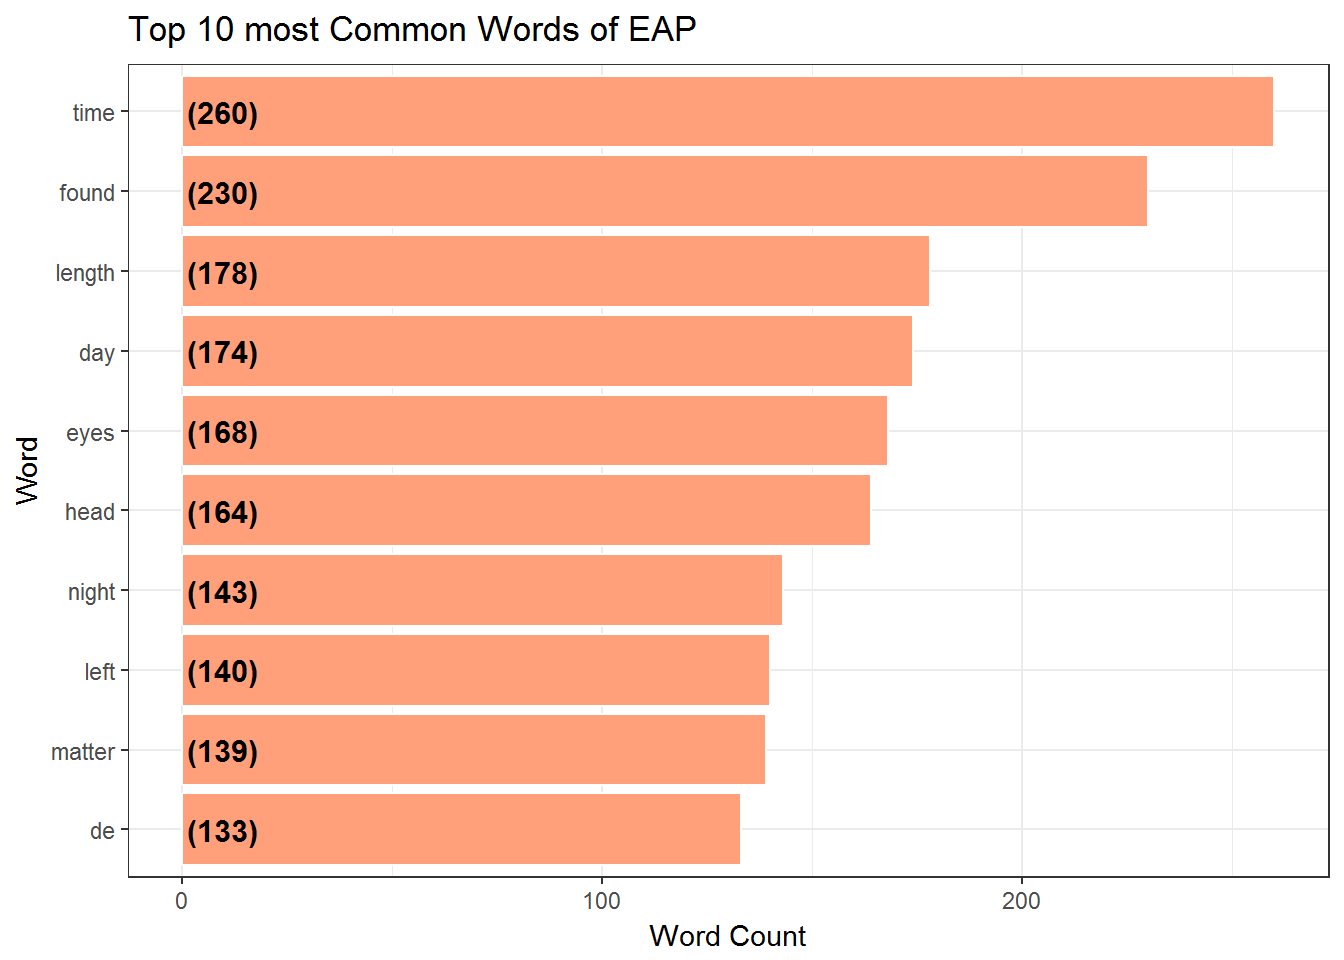 Top 10 most Common Words of EAP
time (260)
found (230)
length (178)
day (174)
eyes (168)
head (164)
night (143)
left (140)
matter (139)
de (133)
Word
0 100 200
Word Count